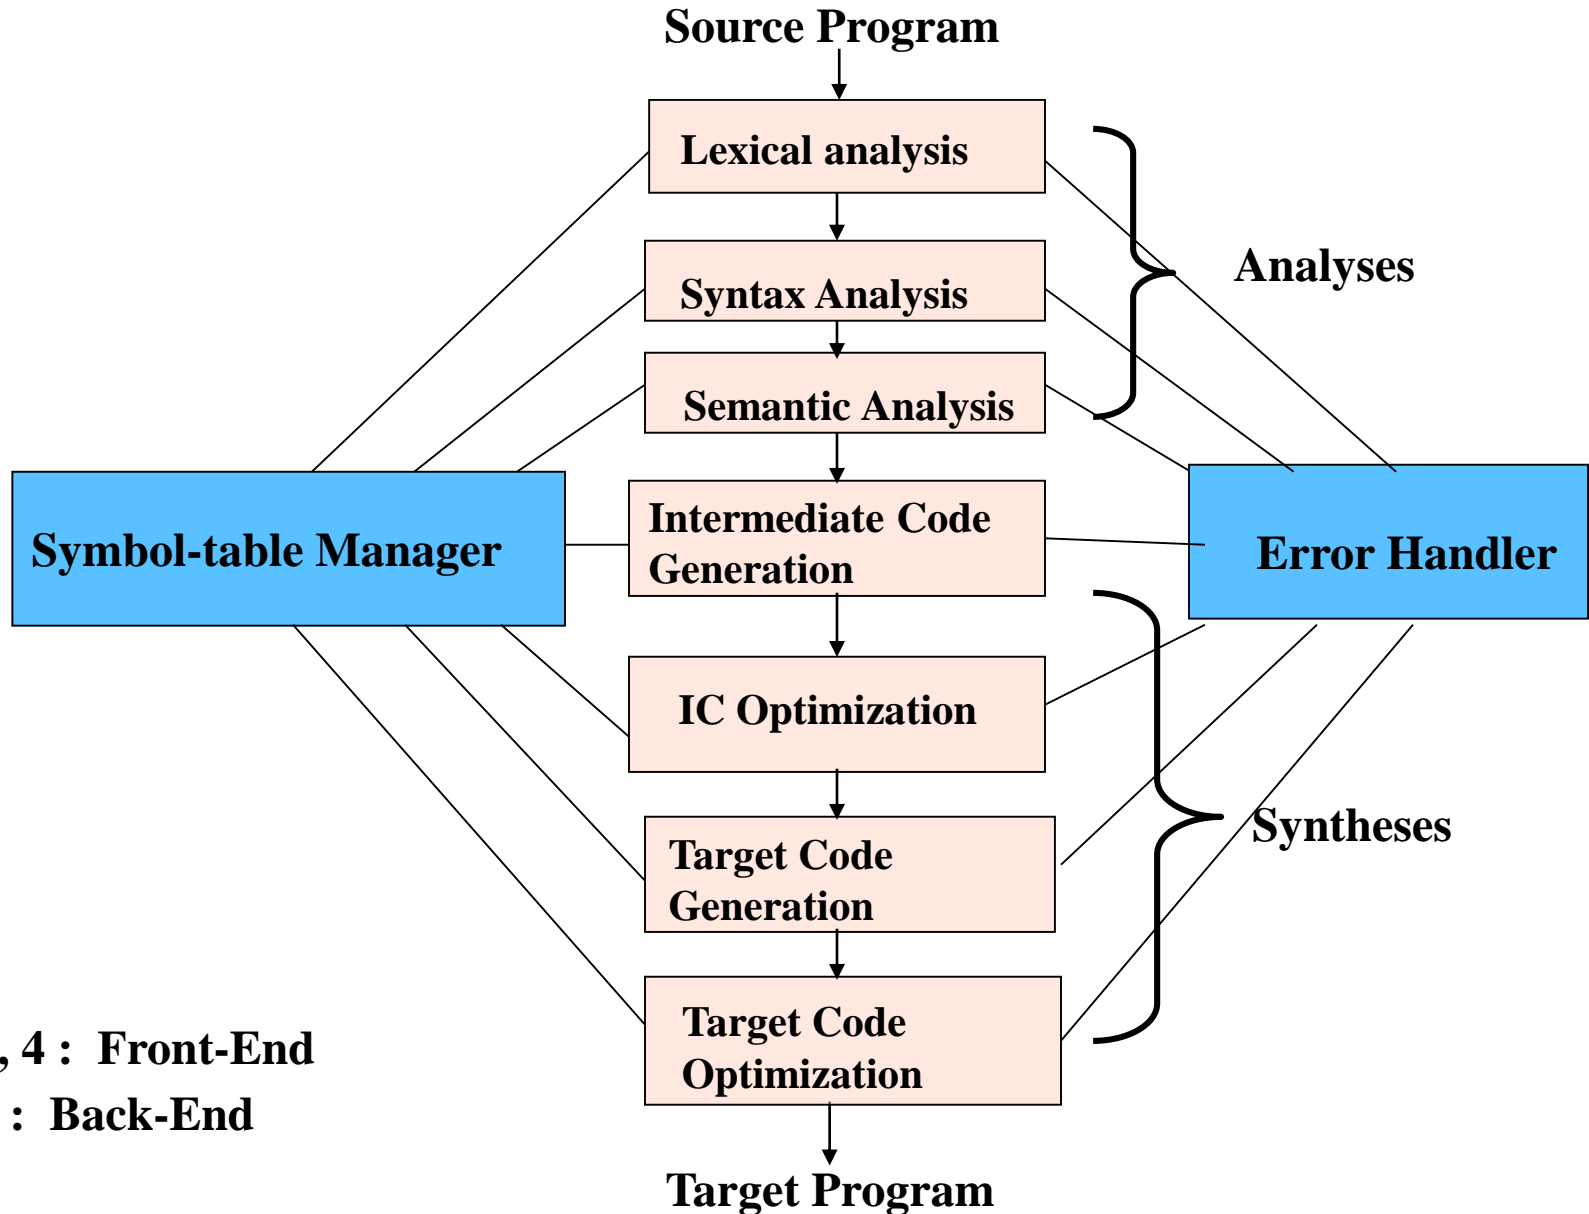 Source Program
Lexical analysis
Analyses
Syntax Analysis
Semantic Analysis
Symbol-table Manager
Intermediate Code
Generation
Error Handler
IC Optimization
Syntheses
Target Code
Generation
Target Code
Optimization
, 4 : Front-End
: Back-End
Target Program